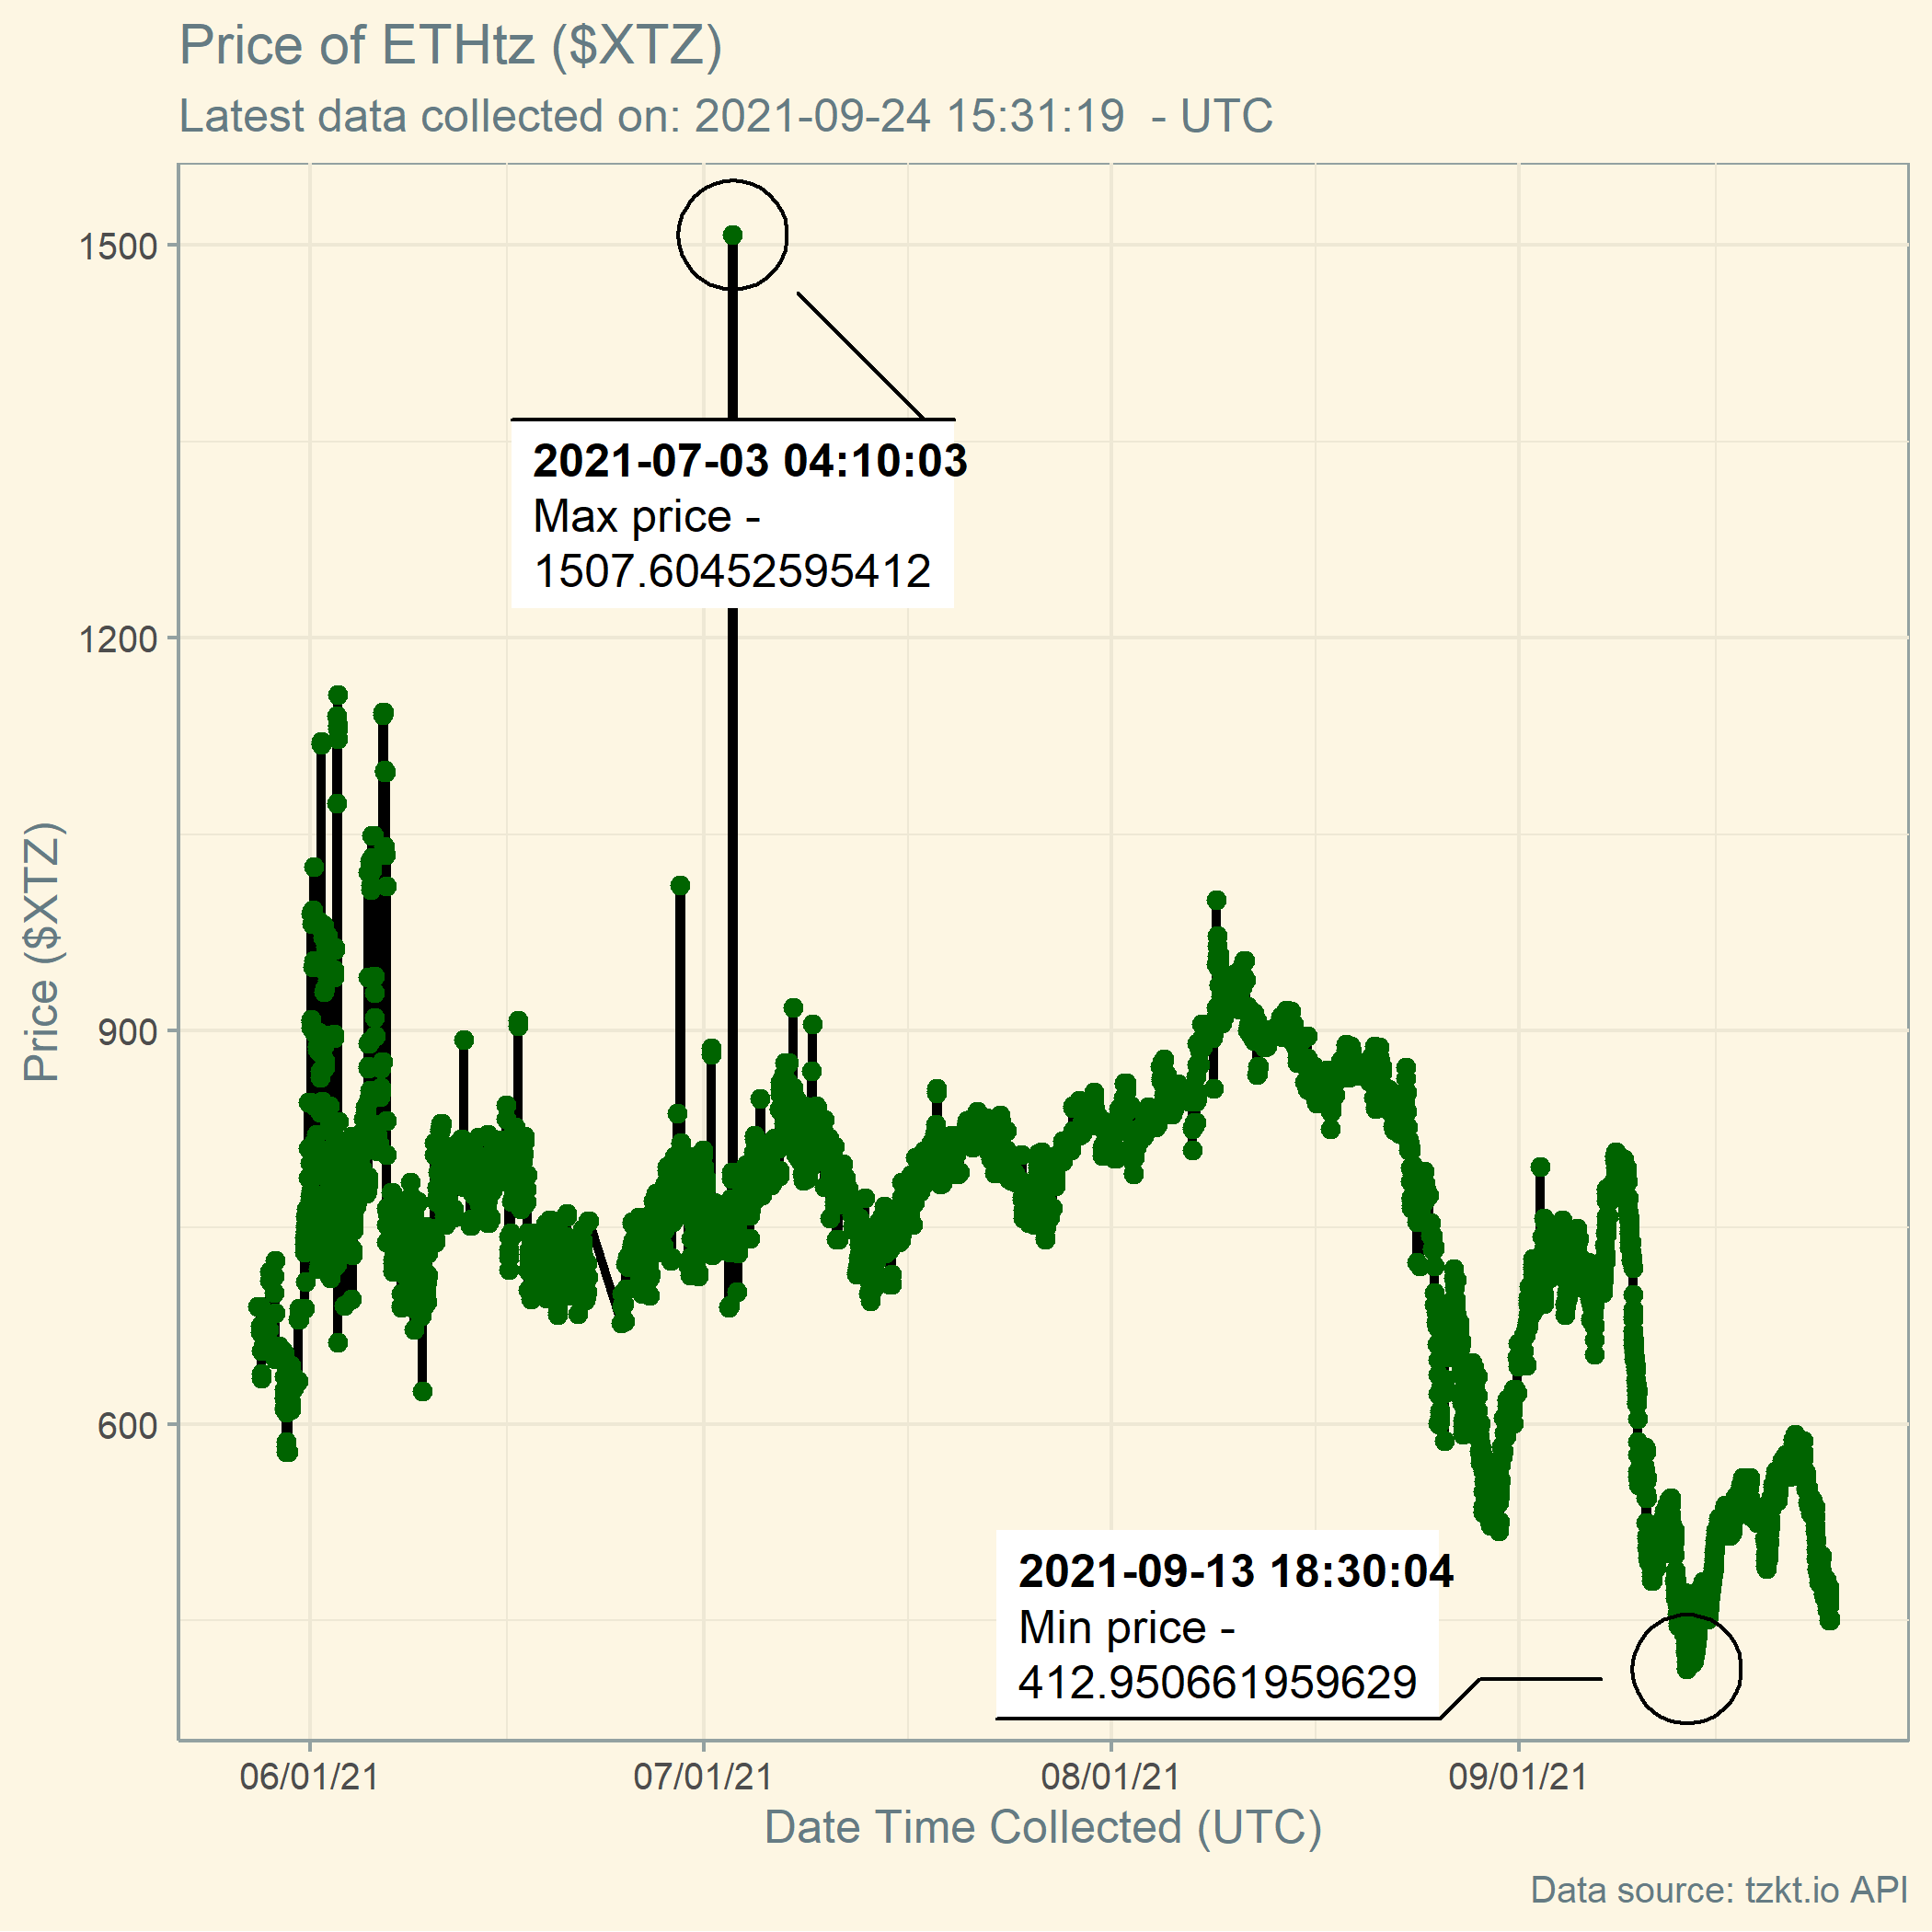 Price of ETHtz ($XTZ)
Latest data collected on: 2021-09-24 15:31:19  - UTC
Price ($XTZ)
1500
1200
900
600
2021-07-03 04:10:03
Max price -
1507.60452595412
2021-09-13 18:30:04
Min price -
412.950661959629
06/01/21
07/01/21
08/01/21
09/01/21
Date Time Collected (UTC)
Data source: tzkt.io API